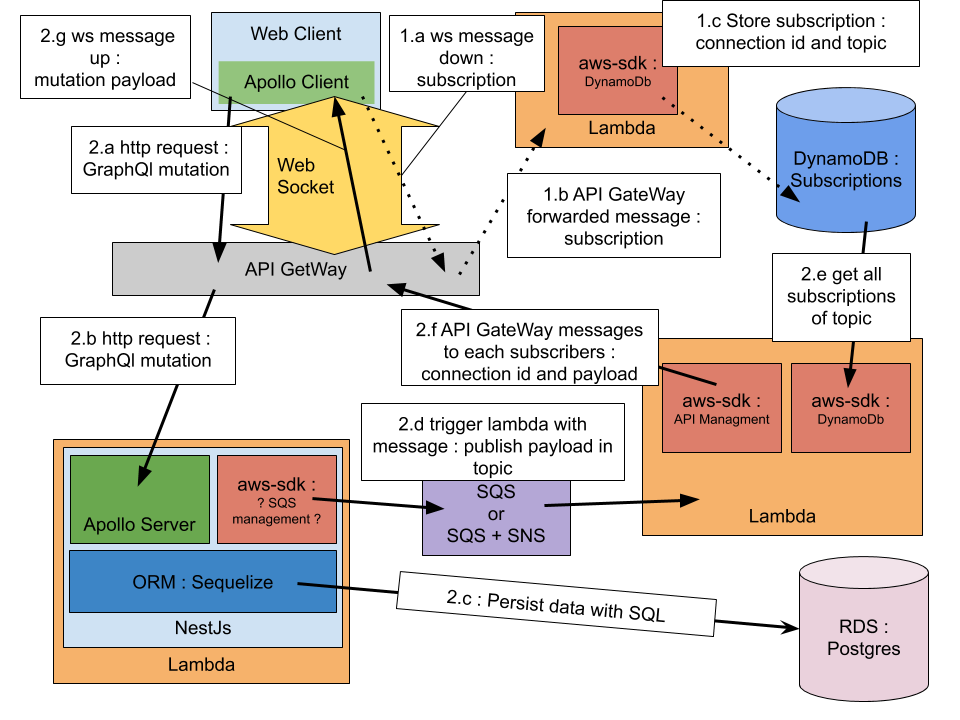 2.g ws message
up :
mutation payload
Web Client
Apollo Client
1.a ws message
down :
subscription
aws-sdk :
DynamoDb
Lambda
1.c Store subscription :
connection id and topic
2.a http request :
GraphQl mutation
Web
Socket
1.b API GateWay
forwarded message :
subscription
DynamoDB :
Subscriptions
API GetWay
2.e get all
subscriptions
of topic
2.b http request :
GraphQl mutation
2.f API GateWay messages
to each subscribers :
connection id and payload
aws-sdk :
API Managment
aws-sdk :
DynamoDb
Lambda
2.d trigger lambda with
message : publish payload in
topic
SQS
or
SQS + SNS
Apollo Server
aws-sdk :
? SQS
management ?
ORM : Sequelize
NestJs
Lambda
2.c : Persist data with SQL
RDS :
Postgres